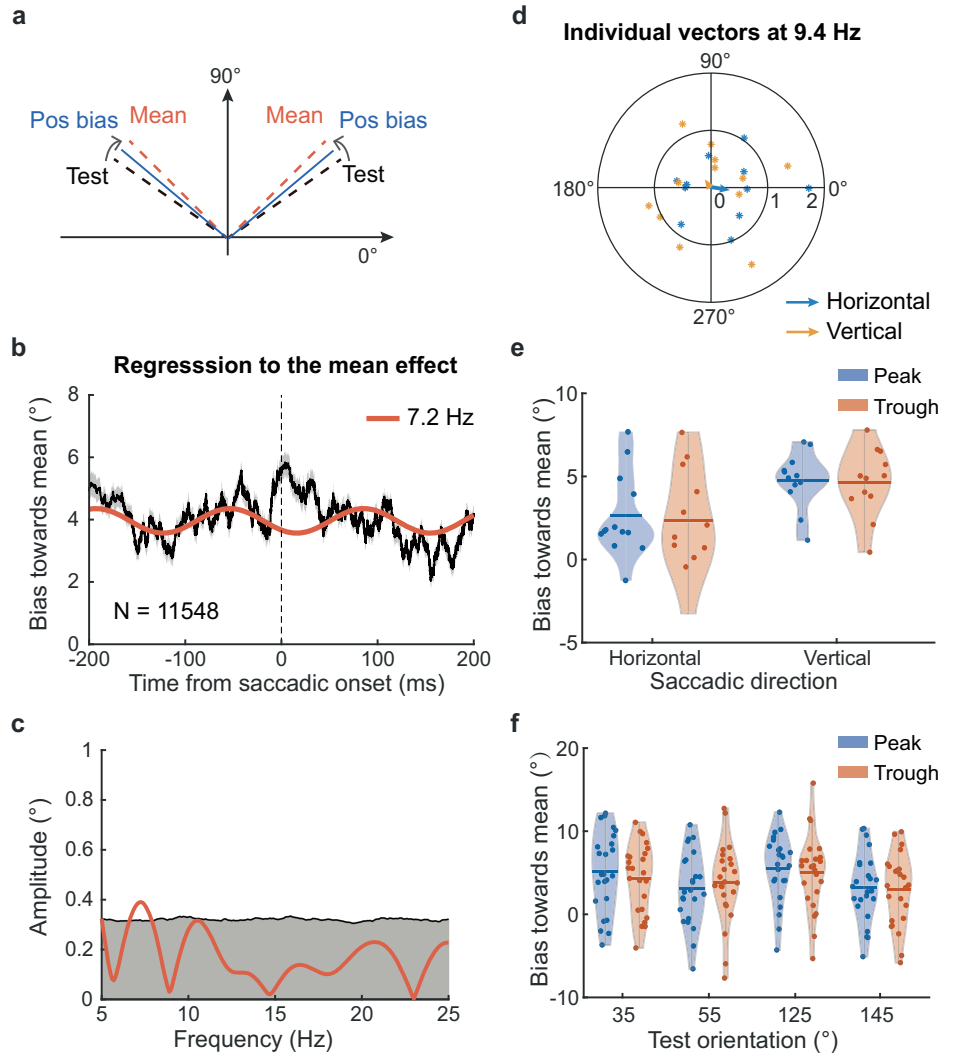 a
90°
Pos bias
Mean
Mean
Pos bias
Test
Test
0°
b
Regresssion to the mean effect
8
6
4
2
0
Bias towards mean (°)
7.2 Hz
N = 11548
-200
-100
0
100
200
Time from saccadic onset (ms)
c
1
0.8
0.6
0.4
0.2
0
Amplitude (°)
5
10
15
20
25
Frequency (Hz)
d
Individual vectors at 9.4 Hz
90°
180°
0
1
2
0°
270°
Horizontal
Vertical
e
Peak
Trough
10
5
0
-5
Bias towards mean (°)
Horizontal
Vertical
Saccadic direction
f
Peak
Trough
20
10
0
-10
Bias towards mean (°)
35
55
125
145
Test orientation (°)